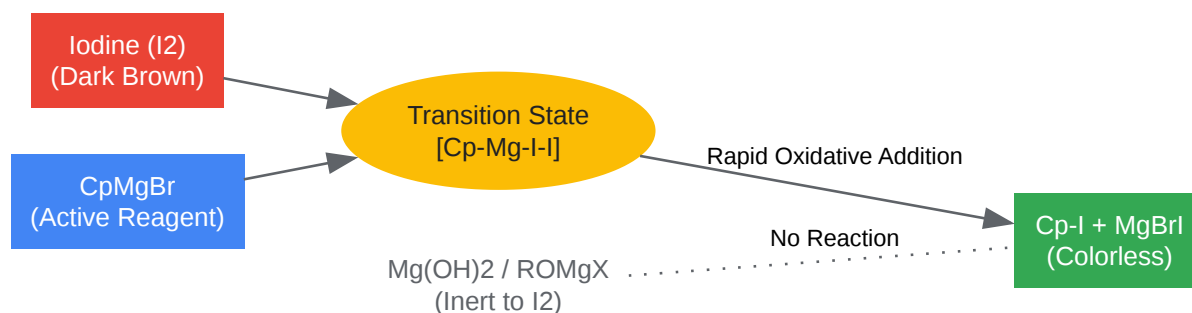 Iodine (I2)
(Dark Brown)
CpMgBr
(Active Reagent)
Transition State
[Cp-Mg-I-I]
Rapid Oxidative Addition
No Reaction
Mg(OH)2 / ROMgX
(Inert to I2)
Cp-I + MgBrI
(Colorless)